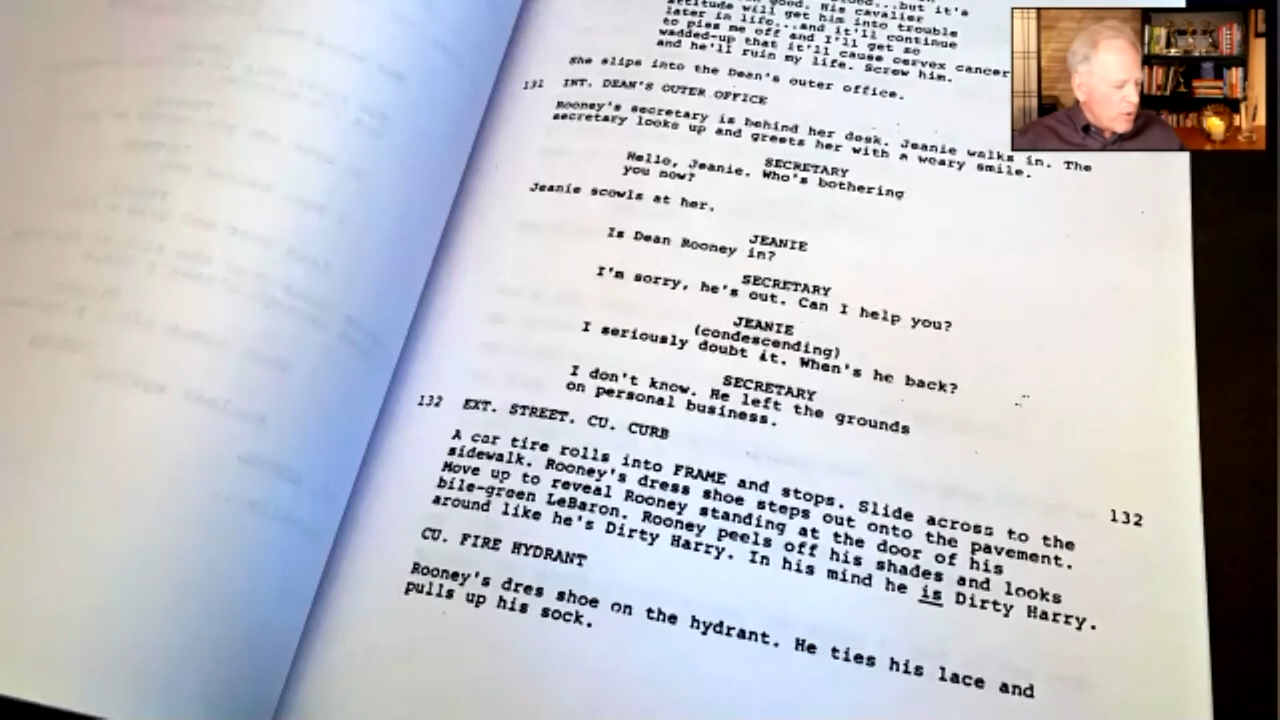 good. His cavalier
attitude will get him into trouble
later in life...and it'll continue
to piss me off and I'll get so
wadded-up that it'll cause cervex cancer
and he'll ruin my life. Screw him.
She slips into the Dean's outer office.
131 INT. DEAN'S OUTER OFFICE
Rooney's secretary is behind her desk. Jeanie walks in. The
secretary looks up and greets her with a weary smile.
SECRETARY
Hello, Jeanie. Who's bothering
you now?
Jeanie scowls at her.
JEANIE
Is Dean Rooney in?
SECRETARY
I'm sorry, he's out. Can I help you?
JEANIE
(condescending)
I seriously doubt it. When's he back?
SECRETARY
I don't know. He left the grounds
on personal business.
132 EXT. STREET. CU. CURB 132
A car tire rolls into FRAME and stops. Slide across to the
sidewalk. Rooney's dress shoe steps out onto the pavement.
Move up to reveal Rooney standing at the door of his
bile-green LeBaron. Rooney peels off his shades and looks
around like he's Dirty Harry. In his mind he is Dirty Harry.
CU. FIRE HYDRANT
Rooney's dres shoe on the hydrant. He ties his lace and
pulls up his sock.